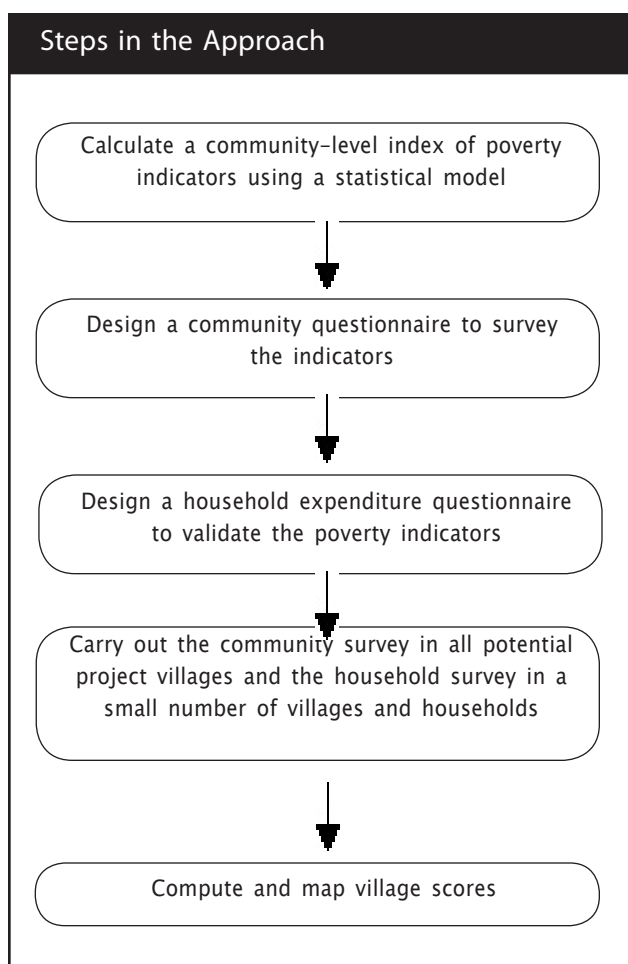 Steps in the Approach
Calculate a community-level index of poverty
indicators using a statistical model
Design a community questionnaire to survey
the indicators
Design a household expenditure questionnaire
to validate the poverty indicators
Carry out the community survey in all potential
project villages and the household survey in a
small number of villages and households
Compute and map village scores